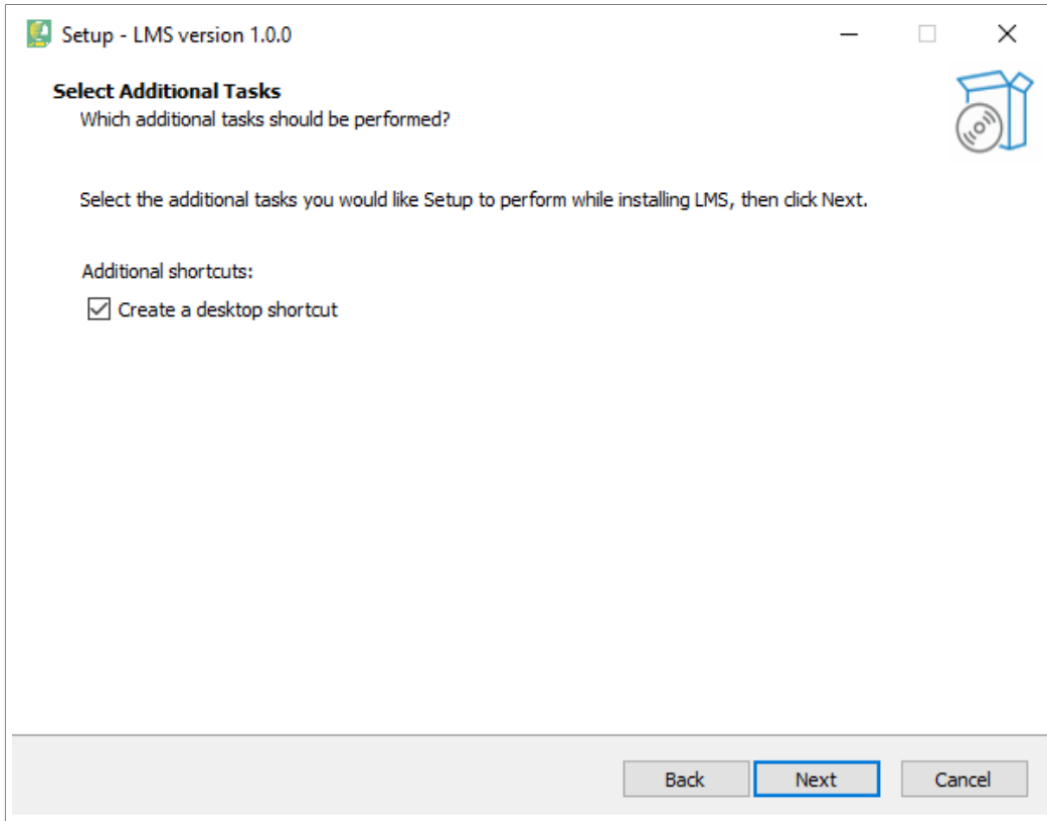 Setup - LMS version 1.0.0
Select Additional Tasks
Which additional tasks should be performed?
Select the additional tasks you would like Setup to perform while installing LMS, then click Next.
Additional shortcuts:
Create a desktop shortcut
Back Next Cancel